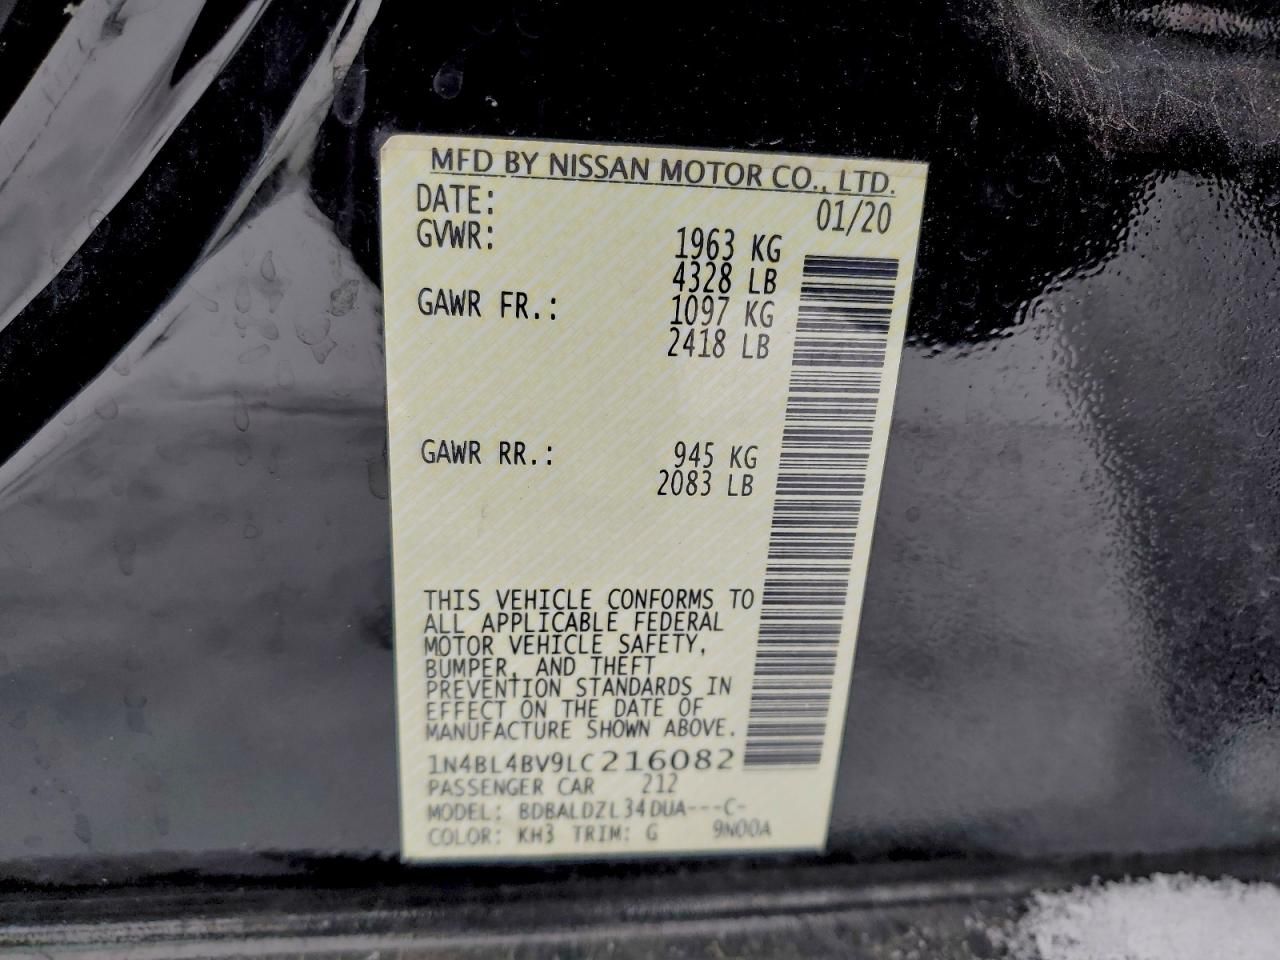 MFD BY NISSAN MOTOR CO., LTD.
DATE: 01/20
GVWR: 1963 KG
4328 LB
GAWR FR.: 1097 KG
2418 LB
GAWR RR.: 945 KG
2083 LB
THIS VEHICLE CONFORMS TO
ALL APPLICABLE FEDERAL
MOTOR VEHICLE SAFETY,
BUMPER, AND THEFT
PREVENTION STANDARDS IN
EFFECT ON THE DATE OF
MANUFACTURE SHOWN ABOVE.
1N4BL4BV9LC216082
PASSENGER CAR 212
MODEL: BDBALDZL34DUA---C-
COLOR: KH3 TRIM: G 9N00A